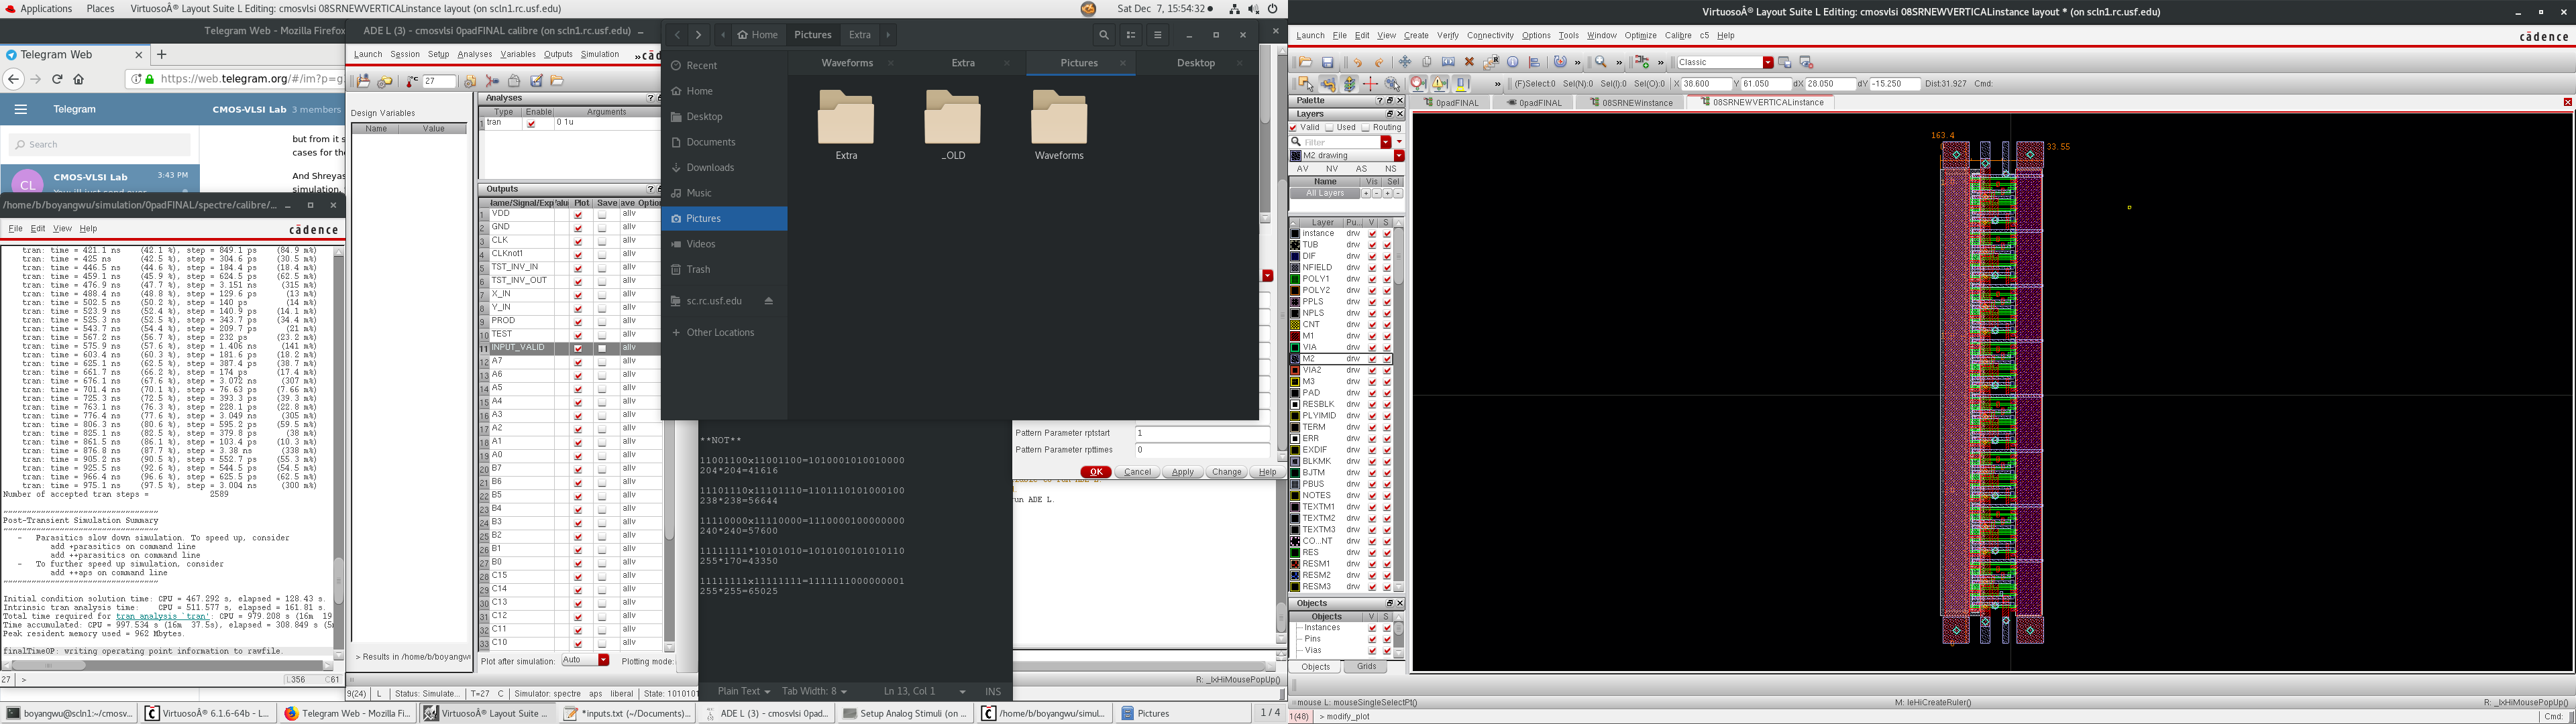 Applications Places VirtuosoÂ® Layout Suite L Editing: cmosvlsi 08SRNEWVERTICALinstance layout (on scln1.rc.usf.edu) Sat Dec 7, 15:54:32
Telegram Web - Mozilla Firefox
Telegram Web
https://web.telegram.org/#/im?p=g
Telegram CMOS-VLSI Lab 3 members
Search
but from it s
cases for the
CL CMOS-VLSI Lab 3:43 PM
And Shreyas
simulation,
/home/b/boyangwu/simulation/0padFINAL/spectre/calibre/...
File Edit View Help cādence
tran: time = 421.1 ns (42.1 %), step = 849.1 ps (84.9 m%)
tran: time = 425 ns (42.5 %), step = 304.6 ps (30.5 m%)
tran: time = 446.5 ns (44.6 %), step = 184.4 ps (18.4 m%)
tran: time = 459.1 ns (45.9 %), step = 624.5 ps (62.5 m%)
tran: time = 476.9 ns (47.7 %), step = 3.151 ns (315 m%)
tran: time = 488.4 ns (48.8 %), step = 129.6 ps (13 m%)
tran: time = 502.5 ns (50.2 %), step = 140 ps (14 m%)
tran: time = 523.9 ns (52.4 %), step = 140.9 ps (14.1 m%)
tran: time = 525.3 ns (52.5 %), step = 343.7 ps (34.4 m%)
tran: time = 543.7 ns (54.4 %), step = 209.7 ps (21 m%)
tran: time = 567.2 ns (56.7 %), step = 232 ps (23.2 m%)
tran: time = 575.9 ns (57.6 %), step = 1.406 ns (141 m%)
tran: time = 603.4 ns (60.3 %), step = 181.6 ps (18.2 m%)
tran: time = 625.1 ns (62.5 %), step = 387.4 ps (38.7 m%)
tran: time = 661.7 ns (66.2 %), step = 174 ps (17.4 m%)
tran: time = 676.1 ns (67.6 %), step = 3.072 ns (307 m%)
tran: time = 701.4 ns (70.1 %), step = 76.63 ps (7.66 m%)
tran: time = 725.3 ns (72.5 %), step = 393.3 ps (39.3 m%)
tran: time = 763.1 ns (76.3 %), step = 228.1 ps (22.8 m%)
tran: time = 776.4 ns (77.6 %), step = 3.049 ns (305 m%)
tran: time = 806.3 ns (80.6 %), step = 595.2 ps (59.5 m%)
tran: time = 825.1 ns (82.5 %), step = 379.8 ps (38 m%)
tran: time = 861.5 ns (86.1 %), step = 103.4 ps (10.3 m%)
tran: time = 876.8 ns (87.7 %), step = 3.38 ns (338 m%)
tran: time = 905.2 ns (90.5 %), step = 552.7 ps (55.3 m%)
tran: time = 925.5 ns (92.6 %), step = 544.5 ps (54.5 m%)
tran: time = 966.4 ns (96.6 %), step = 625.5 ps (62.5 m%)
tran: time = 975.1 ns (97.5 %), step = 3.004 ns (300 m%)
Number of accepted tran steps = 2589
Post-Transient Simulation Summary
- Parasitics slow down simulation. To speed up, consider
add +parasitics on command line
add ++parasitics on command line
- To further speed up simulation, consider
add ++aps on command line
Initial condition solution time: CPU = 467.292 s, elapsed = 128.43 s.
Intrinsic tran analysis time: CPU = 511.577 s, elapsed = 161.81 s.
Total time required for tran analysis `tran': CPU = 979.208 s (16m 19
Time accumulated: CPU = 997.534 s (16m 37.5s), elapsed = 308.849 s (5m
Peak resident memory used = 962 Mbytes.
finalTimeOP: writing operating point information to rawfile.
27 > L356 C61
ADE L (3) - cmosvlsi 0padFINAL calibre (on scln1.rc.usf.edu)
Launch Session Setup Analyses Variables Outputs Simulation » cād
27
Design Variables
Name Value
> Results in /home/b/boyangwu
Analyses
Type Enable Arguments
1 tran 0 1u
Outputs
Name/Signal/Expr Value Plot Save Save Option
1 VDD allv
2 GND allv
3 CLK allv
4 CLKnot1 allv
5 TST_INV_IN allv
6 TST_INV_OUT allv
7 X_IN allv
8 Y_IN allv
9 PROD allv
10 TEST allv
11 INPUT_VALID allv
12 A7 allv
13 A6 allv
14 A5 allv
15 A4 allv
16 A3 allv
17 A2 allv
18 A1 allv
19 A0 allv
20 B7 allv
21 B6 allv
22 B5 allv
23 B4 allv
24 B3 allv
25 B2 allv
26 B1 allv
27 B0 allv
28 C15 allv
29 C14 allv
30 C13 allv
31 C12 allv
32 C11 allv
33 C10 allv
Plot after simulation: Auto Plotting mode:
9(24) L Status: Simulate... T=27 C Simulator: spectre aps liberal State: 1010101
Home Pictures Extra
Recent
Home
Desktop
Documents
Downloads
Music
Pictures
Videos
Trash
sc.rc.usf.edu
Other Locations
Waveforms Extra Pictures Desktop
Extra _OLD Waveforms
**NOT**
11001100x11001100=1010001010010000
204*204=41616
11101110x11101110=1101110101000100
238*238=56644
11110000x11110000=1110000100000000
240*240=57600
11111111*10101010=1010100101010110
255*170=43350
11111111x11111111=1111111000000001
255*255=65025
Plain Text Tab Width: 8 Ln 13, Col 1 INS
Pattern Parameter rptstart 1
Pattern Parameter rpttimes 0
OK Cancel Apply Change Help
run ADE L.
R: _lxHiMousePopUp()
boyangwu@scln1:~/cmosv... VirtuosoÂ® 6.1.6-64b - L... Telegram Web - Mozilla Fi... VirtuosoÂ® Layout Suite ... *inputs.txt (~/Documents)... ADE L (3) - cmosvlsi 0pad... Setup Analog Stimuli (on ... /home/b/boyangwu/simul... Pictures 1 / 4
VirtuosoÂ® Layout Suite L Editing: cmosvlsi 08SRNEWVERTICALinstance layout * (on scln1.rc.usf.edu)
Launch File Edit View Create Verify Connectivity Options Tools Window Optimize Calibre c5 Help cādence
Classic
(F)Select:0 Sel(N):0 Sel(I):0 Sel(O):0 X 38.600 Y 61.050 dX 28.050 dY -15.250 Dist:31.927 Cmd:
Palette
0padFINAL 0padFINAL 08SRNEWinstance 08SRNEWVERTICALinstance
Layers
Valid Used Routing
Filter
M2 drawing
AV NV AS NS
Name Vis Sel
All Layers
Layer Pu.. V S
instance drw
TUB drw
DIF drw
NFIELD drw
POLY1 drw
POLY2 drw
PPLS drw
NPLS drw
CNT drw
M1 drw
VIA drw
M2 drw
VIA2 drw
M3 drw
PAD drw
RESBLK drw
PLYIMID drw
TERM drw
ERR drw
EXDIF drw
BLKMK drw
BJTM drw
PBUS drw
NOTES drw
TEXTM1 drw
TEXTM2 drw
TEXTM3 drw
CO...NT drw
RES drw
RESM1 drw
RESM2 drw
RESM3 drw
Objects
Objects V S
Instances
Pins
Vias
Objects Grids
163.4
33.55
mouse L: mouseSingleSelectPt() M: leHiCreateRuler() R: _lxHiMousePopUp()
1(48) > modify_plot Cmd: